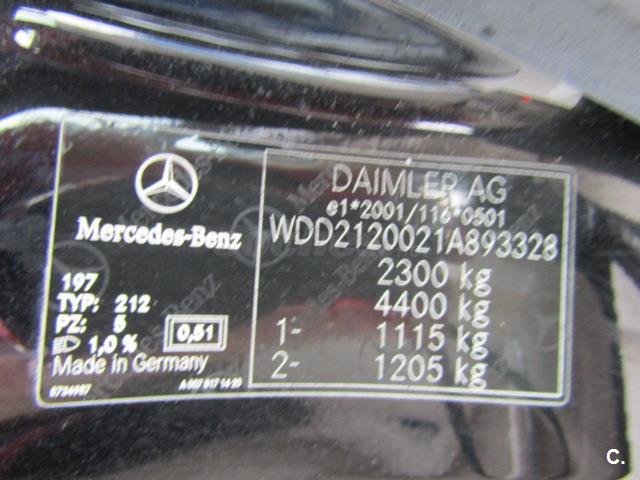 Mercedes-Benz
197
TYP: 212
PZ: 5
1,0 %
0,51
Made in Germany
DAIMLER AG
e1*2001/116*0501
WDD2120021A893328
2300 kg
4400 kg
1- 1115 kg
2- 1205 kg
C.